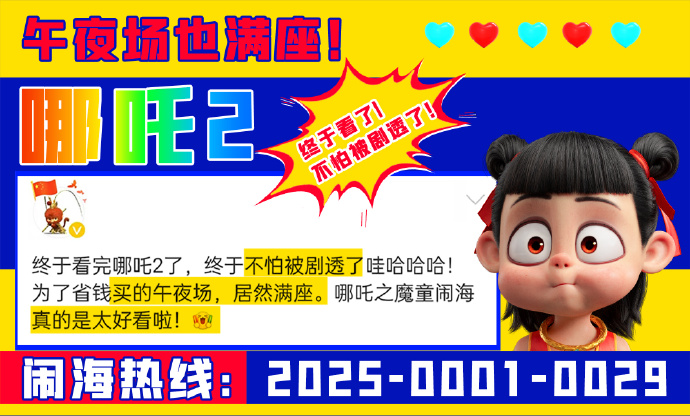 午夜场也满座!
哪吒2
终于看了!
不怕被剧透了!
终于看完哪吒2了，终于不怕被剧透了哇哈哈哈！
为了省钱买的午夜场，居然满座。哪吒之魔童闹海
真的是太好看啦！
闹海热线: 2025-0001-0029